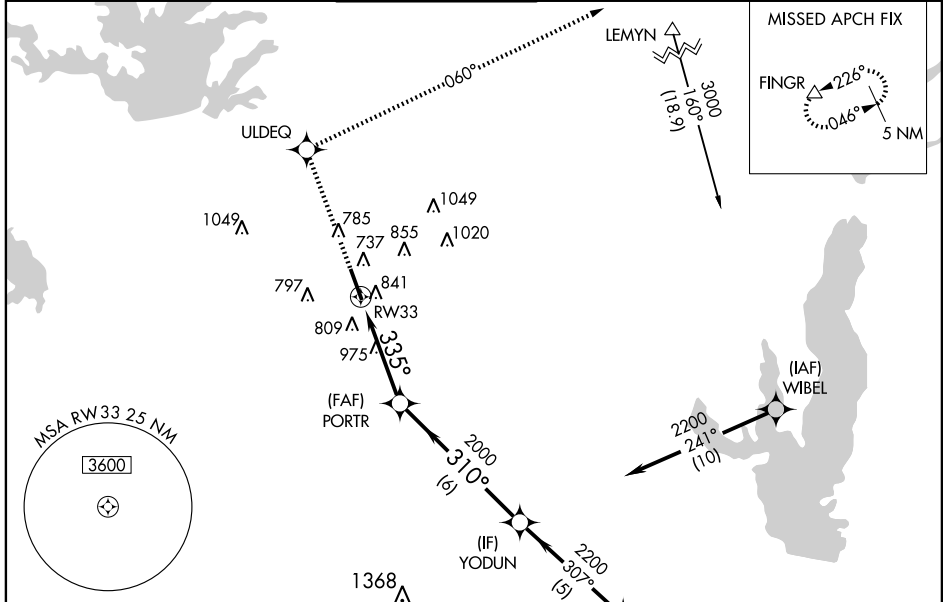 MISSED APCH FIX
FINGR
226°
046°
5 NM
LEMYN
3000
160°
(18.9)
060°
ULDEQ
1049
785
1049
737
855
1020
797
841
RW33
809
975
335°
(FAF)
PORTR
(IAF)
WIBEL
2200
241°
(10)
2000
310°
(6)
(IF)
YODUN
2200
307°
(5)
MSA RW33 25 NM
3600
1368